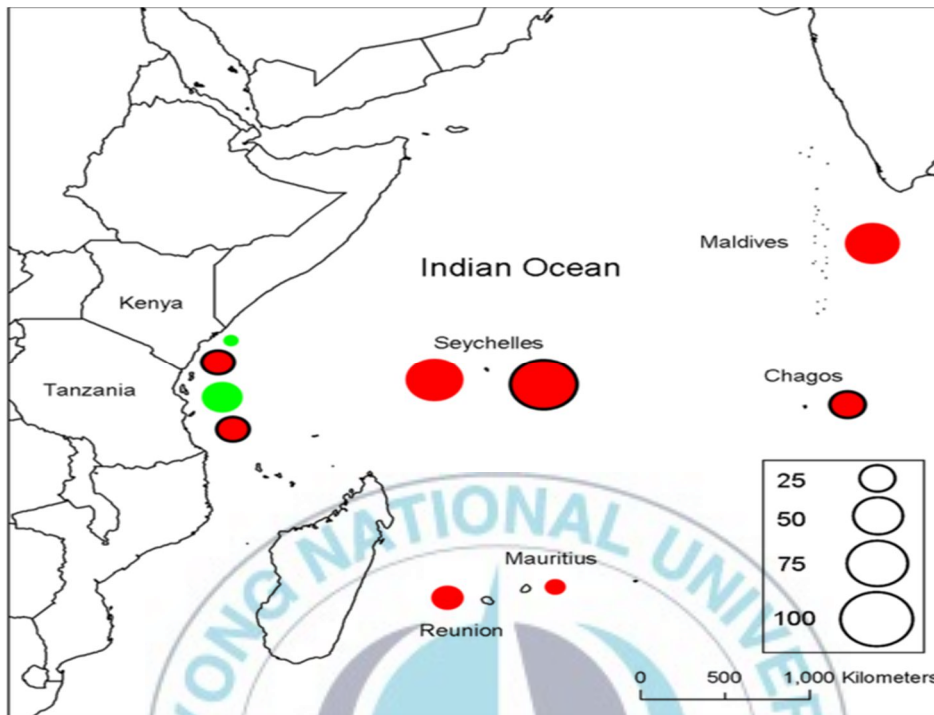 Maldives
Indian Ocean
Kenya
Seychelles
Tanzania
Chagos
25
50
75
100
Mauritius
Reunion
0 500 1,000 Kilometers
NATIONAL